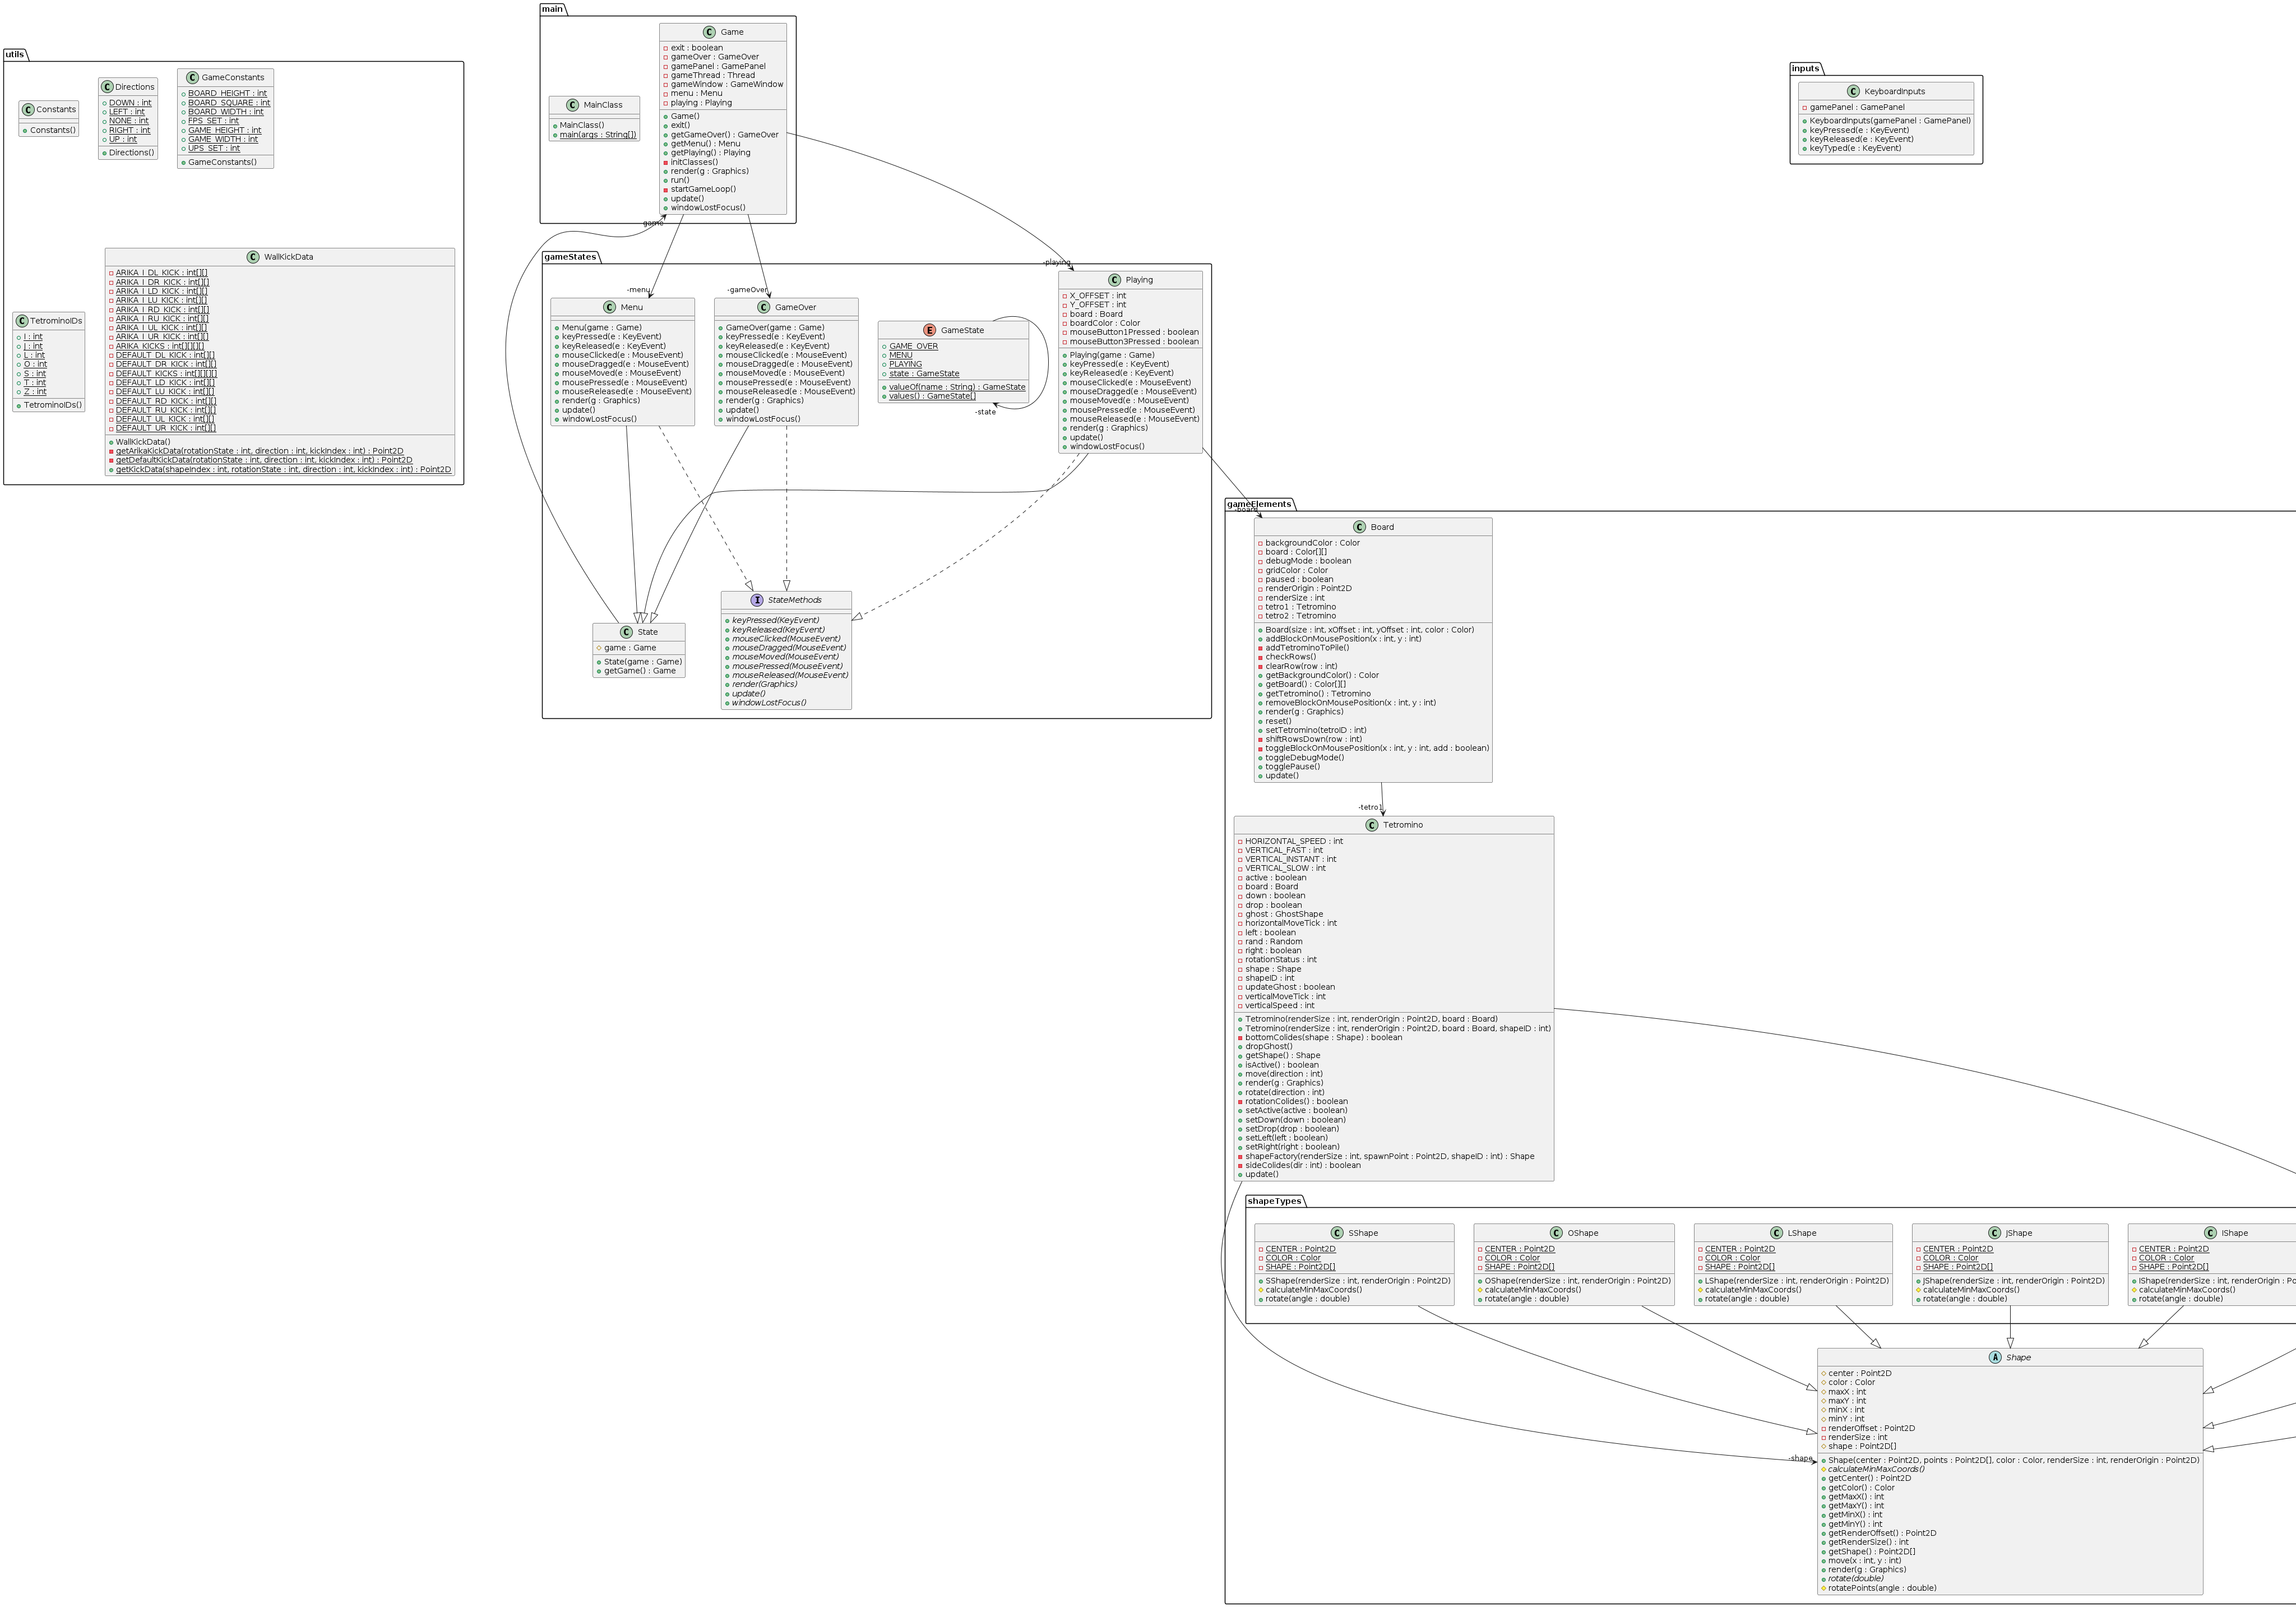 utils
Constants
Constants()
Directions
DOWN : int
LEFT : int
NONE : int
RIGHT : int
UP : int
Directions()
GameConstants
BOARD_HEIGHT : int
BOARD_SQUARE : int
BOARD_WIDTH : int
FPS_SET : int
GAME_HEIGHT : int
GAME_WIDTH : int
UPS_SET : int
GameConstants()
TetrominoIDs
I : int
J : int
L : int
O : int
S : int
T : int
Z : int
TetrominoIDs()
WallKickData
ARIKA_I_DL_KICK : int[][]
ARIKA_I_DR_KICK : int[][]
ARIKA_I_LD_KICK : int[][]
ARIKA_I_LU_KICK : int[][]
ARIKA_I_RD_KICK : int[][]
ARIKA_I_RU_KICK : int[][]
ARIKA_I_UL_KICK : int[][]
ARIKA_I_UR_KICK : int[][]
ARIKA_KICKS : int[][][][]
DEFAULT_DL_KICK : int[][]
DEFAULT_DR_KICK : int[][]
DEFAULT_KICKS : int[][][][]
DEFAULT_LD_KICK : int[][]
DEFAULT_LU_KICK : int[][]
DEFAULT_RD_KICK : int[][]
DEFAULT_RU_KICK : int[][]
DEFAULT_UL_KICK : int[][]
DEFAULT_UR_KICK : int[][]
WallKickData()
getArikaKickData(rotationState : int, direction : int, kickIndex : int) : Point2D
getDefaultKickData(rotationState : int, direction : int, kickIndex : int) : Point2D
getKickData(shapeIndex : int, rotationState : int, direction : int, kickIndex : int) : Point2D
main
MainClass
MainClass()
main(args : String[])
Game
exit : boolean
gameOver : GameOver
gamePanel : GamePanel
gameThread : Thread
gameWindow : GameWindow
menu : Menu
playing : Playing
Game()
exit()
getGameOver() : GameOver
getMenu() : Menu
getPlaying() : Playing
initClasses()
render(g : Graphics)
run()
startGameLoop()
update()
windowLostFocus()
game
gameStates
-menu
-gameOver
-playing
Menu
Menu(game : Game)
keyPressed(e : KeyEvent)
keyReleased(e : KeyEvent)
mouseClicked(e : MouseEvent)
mouseDragged(e : MouseEvent)
mouseMoved(e : MouseEvent)
mousePressed(e : MouseEvent)
mouseReleased(e : MouseEvent)
render(g : Graphics)
update()
windowLostFocus()
GameOver
GameOver(game : Game)
keyPressed(e : KeyEvent)
keyReleased(e : KeyEvent)
mouseClicked(e : MouseEvent)
mouseDragged(e : MouseEvent)
mouseMoved(e : MouseEvent)
mousePressed(e : MouseEvent)
mouseReleased(e : MouseEvent)
render(g : Graphics)
update()
windowLostFocus()
GameState
GAME_OVER
MENU
PLAYING
state : GameState
valueOf(name : String) : GameState
values() : GameState[]
-state
Playing
X_OFFSET : int
Y_OFFSET : int
board : Board
boardColor : Color
mouseButton1Pressed : boolean
mouseButton3Pressed : boolean
Playing(game : Game)
keyPressed(e : KeyEvent)
keyReleased(e : KeyEvent)
mouseClicked(e : MouseEvent)
mouseDragged(e : MouseEvent)
mouseMoved(e : MouseEvent)
mousePressed(e : MouseEvent)
mouseReleased(e : MouseEvent)
render(g : Graphics)
update()
windowLostFocus()
State
game : Game
State(game : Game)
getGame() : Game
StateMethods
keyPressed(KeyEvent)
keyReleased(KeyEvent)
mouseClicked(MouseEvent)
mouseDragged(MouseEvent)
mouseMoved(MouseEvent)
mousePressed(MouseEvent)
mouseReleased(MouseEvent)
render(Graphics)
update()
windowLostFocus()
inputs
KeyboardInputs
gamePanel : GamePanel
KeyboardInputs(gamePanel : GamePanel)
keyPressed(e : KeyEvent)
keyReleased(e : KeyEvent)
keyTyped(e : KeyEvent)
gameElements
-board
Board
backgroundColor : Color
board : Color[][]
debugMode : boolean
gridColor : Color
paused : boolean
renderOrigin : Point2D
renderSize : int
tetro1 : Tetromino
tetro2 : Tetromino
Board(size : int, xOffset : int, yOffset : int, color : Color)
addBlockOnMousePosition(x : int, y : int)
addTetrominoToPile()
checkRows()
clearRow(row : int)
getBackgroundColor() : Color
getBoard() : Color[][]
getTetromino() : Tetromino
removeBlockOnMousePosition(x : int, y : int)
render(g : Graphics)
reset()
setTetromino(tetroID : int)
shiftRowsDown(row : int)
toggleBlockOnMousePosition(x : int, y : int, add : boolean)
toggleDebugMode()
togglePause()
update()
-tetro1
Tetromino
HORIZONTAL_SPEED : int
VERTICAL_FAST : int
VERTICAL_INSTANT : int
VERTICAL_SLOW : int
active : boolean
board : Board
down : boolean
drop : boolean
ghost : GhostShape
horizontalMoveTick : int
left : boolean
rand : Random
right : boolean
rotationStatus : int
shape : Shape
shapeID : int
updateGhost : boolean
verticalMoveTick : int
verticalSpeed : int
Tetromino(renderSize : int, renderOrigin : Point2D, board : Board)
Tetromino(renderSize : int, renderOrigin : Point2D, board : Board, shapeID : int)
bottomColides(shape : Shape) : boolean
dropGhost()
getShape() : Shape
isActive() : boolean
move(direction : int)
render(g : Graphics)
rotate(direction : int)
rotationColides() : boolean
setActive(active : boolean)
setDown(down : boolean)
setDrop(drop : boolean)
setLeft(left : boolean)
setRight(right : boolean)
shapeFactory(renderSize : int, spawnPoint : Point2D, shapeID : int) : Shape
sideColides(dir : int) : boolean
update()
shapeTypes
SShape
CENTER : Point2D
COLOR : Color
SHAPE : Point2D[]
SShape(renderSize : int, renderOrigin : Point2D)
calculateMinMaxCoords()
rotate(angle : double)
OShape
CENTER : Point2D
COLOR : Color
SHAPE : Point2D[]
OShape(renderSize : int, renderOrigin : Point2D)
calculateMinMaxCoords()
rotate(angle : double)
LShape
CENTER : Point2D
COLOR : Color
SHAPE : Point2D[]
LShape(renderSize : int, renderOrigin : Point2D)
calculateMinMaxCoords()
rotate(angle : double)
JShape
CENTER : Point2D
COLOR : Color
SHAPE : Point2D[]
JShape(renderSize : int, renderOrigin : Point2D)
calculateMinMaxCoords()
rotate(angle : double)
IShape
CENTER : Point2D
COLOR : Color
SHAPE : Point2D[]
IShape(renderSize : int, renderOrigin : Po
calculateMinMaxCoords()
rotate(angle : double)
-shape
Shape
center : Point2D
color : Color
maxX : int
maxY : int
minX : int
minY : int
renderOffset : Point2D
renderSize : int
shape : Point2D[]
Shape(center : Point2D, points : Point2D[], color : Color, renderSize : int, renderOrigin : Point2D)
calculateMinMaxCoords()
getCenter() : Point2D
getColor() : Color
getMaxX() : int
getMaxY() : int
getMinX() : int
getMinY() : int
getRenderOffset() : Point2D
getRenderSize() : int
getShape() : Point2D[]
move(x : int, y : int)
render(g : Graphics)
rotate(double)
rotatePoints(angle : double)